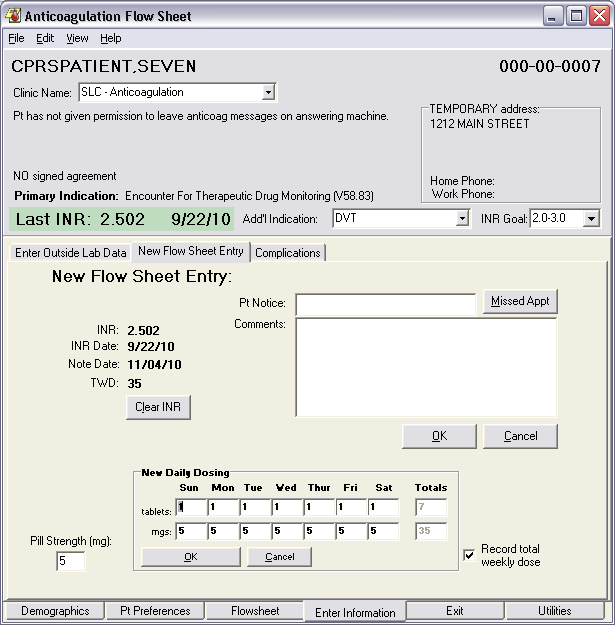 Anticoagulation Flow Sheet
File Edit View Help
CPRSPATIENT,SEVEN 000-00-0007
Clinic Name: SLC - Anticoagulation
Pt has not given permission to leave anticoag messages on answering machine.
TEMPORARY address:
1212 MAIN STREET
NO signed agreement
Home Phone:
Work Phone:
Primary Indication: Encounter For Therapeutic Drug Monitoring (V58.83)
Last INR: 2.502 9/22/10 Add'l Indication: DVT INR Goal: 2.0-3.0
Enter Outside Lab Data New Flow Sheet Entry Complications
New Flow Sheet Entry:
Pt Notice: Missed Appt
Comments:
INR: 2.502
INR Date: 9/22/10
Note Date: 11/04/10
TWD: 35
Clear INR
OK Cancel
New Daily Dosing
Sun Mon Tue Wed Thur Fri Sat Totals
tablets: 1 1 1 1 1 1 1 7
mgs: 5 5 5 5 5 5 5 35
OK Cancel
Pill Strength (mg):
5
Record total
weekly dose
Demographics Pt Preferences Flowsheet Enter Information Exit Utilities